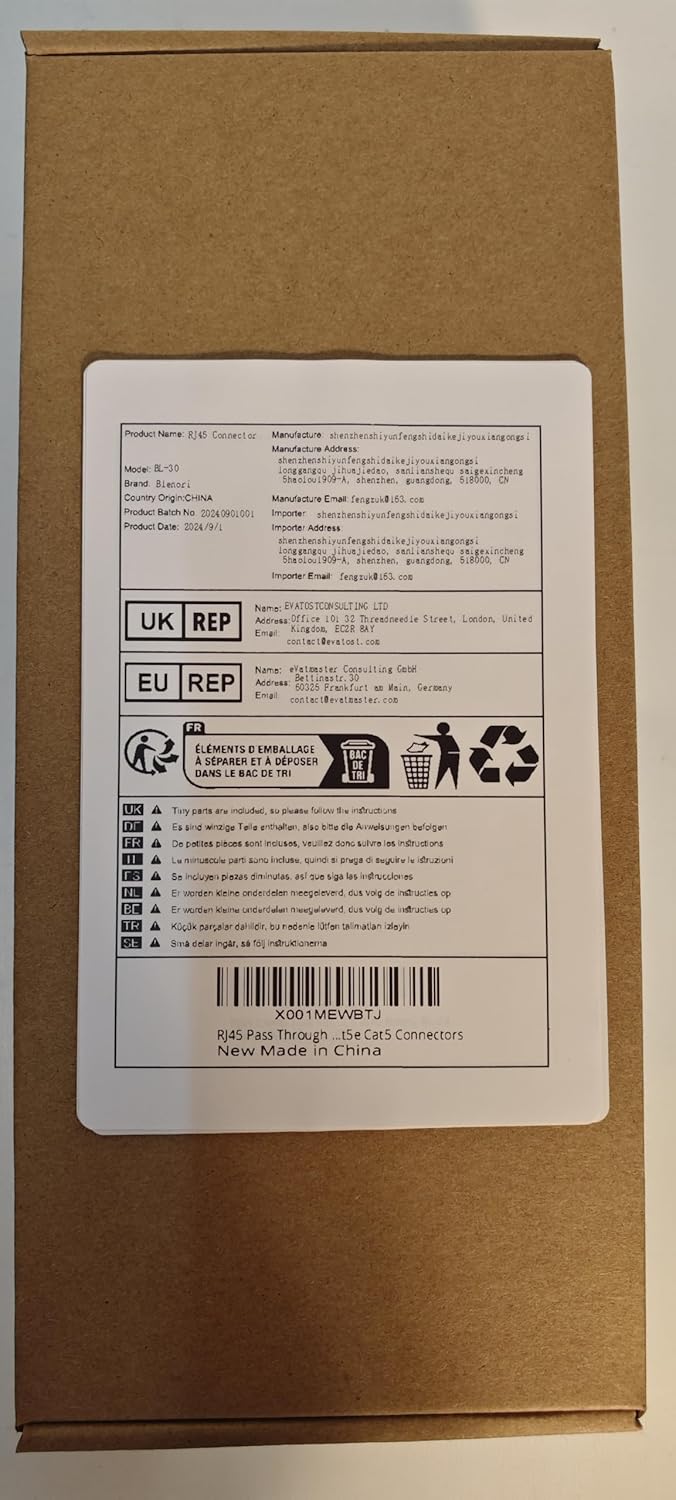 Product Name: RJ45 Connector
Model: BL-30
Brand: Blenori
Country Origin:CHINA
Product Batch No 20240901001
Product Date: 2024/9/1
Manufacture: shenzhenshiyunfengshidaikejiyouxiangongsi
Manufacture Address:
shenzhenshiyunfengshidaikejiyouxiangongsi
longgangqu jihuajiedao, sanlianshequ saigexincheng
5haolou1909-A, shenzhen, guangdong, 518000, CN
Manufacture Email: fengzuk@163.com
Importer: shenzhenshiyunfengshidaikejiyouxiangongsi
Importer Address:
shenzhenshiyunfengshidaikejiyouxiangongsi
longgangqu jihuajiedao, sanlianshequ saigexincheng
5haolou1909-A, shenzhen, guangdong, 518000, CN
Importer Email: fengzuk@163.com
UK REP
Name: EVATOSTCONSULTING LTD
Address: Office 101 32 Threadneedle Street, London, United
Kingdom, EC2R 8AY
Email: contact@evatost.com
EU REP
Name: eVatmaster Consulting GmbH
Address: Bettinastr. 30
60325 Frankfurt am Main, Germany
Email: contact@evatmaster.com
FR
ÉLÉMENTS D EMBALLAGE
À SÉPARER ET À DÉPOSER
DANS LE BAC DE TRI
BAC
DE
TRI
UK Tiny parts are included, so please follow the instructions
DE Es sind winzige Teile enthalten, also bitte die Anweisungen befolgen
FR De petites pièces sont incluses, veuillez donc suivre les instructions
IT Le minuscule parti sono incluse, quindi si prega di seguire le istruzioni
ES Se incluyen piezas diminutas, así que siga las instrucciones
NL Er worden kleine onderdelen meegeleverd, dus volg de instructies op
BE Er worden kleine onderdelen meegeleverd, dus volg de instructies op
TR Küçük parçalar dahildir, bu nedenle lütfen talimatları izleyin
SE Små delar ingår, så följ instruktionerna
X001MEWBTJ
RJ45 Pass Through ...t5e Cat5 Connectors
New Made in China